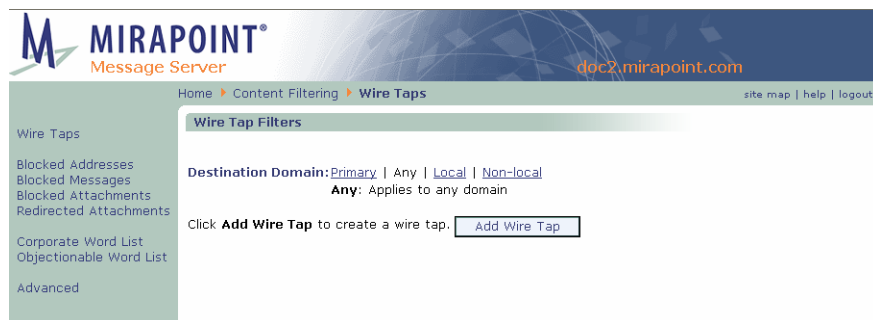 MIRAPOINT®
Message Server
doc2.mirapoint.com
Home Content Filtering Wire Taps
site map | help | logout
Wire Taps
Blocked Addresses
Blocked Messages
Blocked Attachments
Redirected Attachments
Corporate Word List
Objectionable Word List
Advanced
Wire Tap Filters
Destination Domain: Primary | Any | Local | Non-local
Any: Applies to any domain
Click Add Wire Tap to create a wire tap. Add Wire Tap